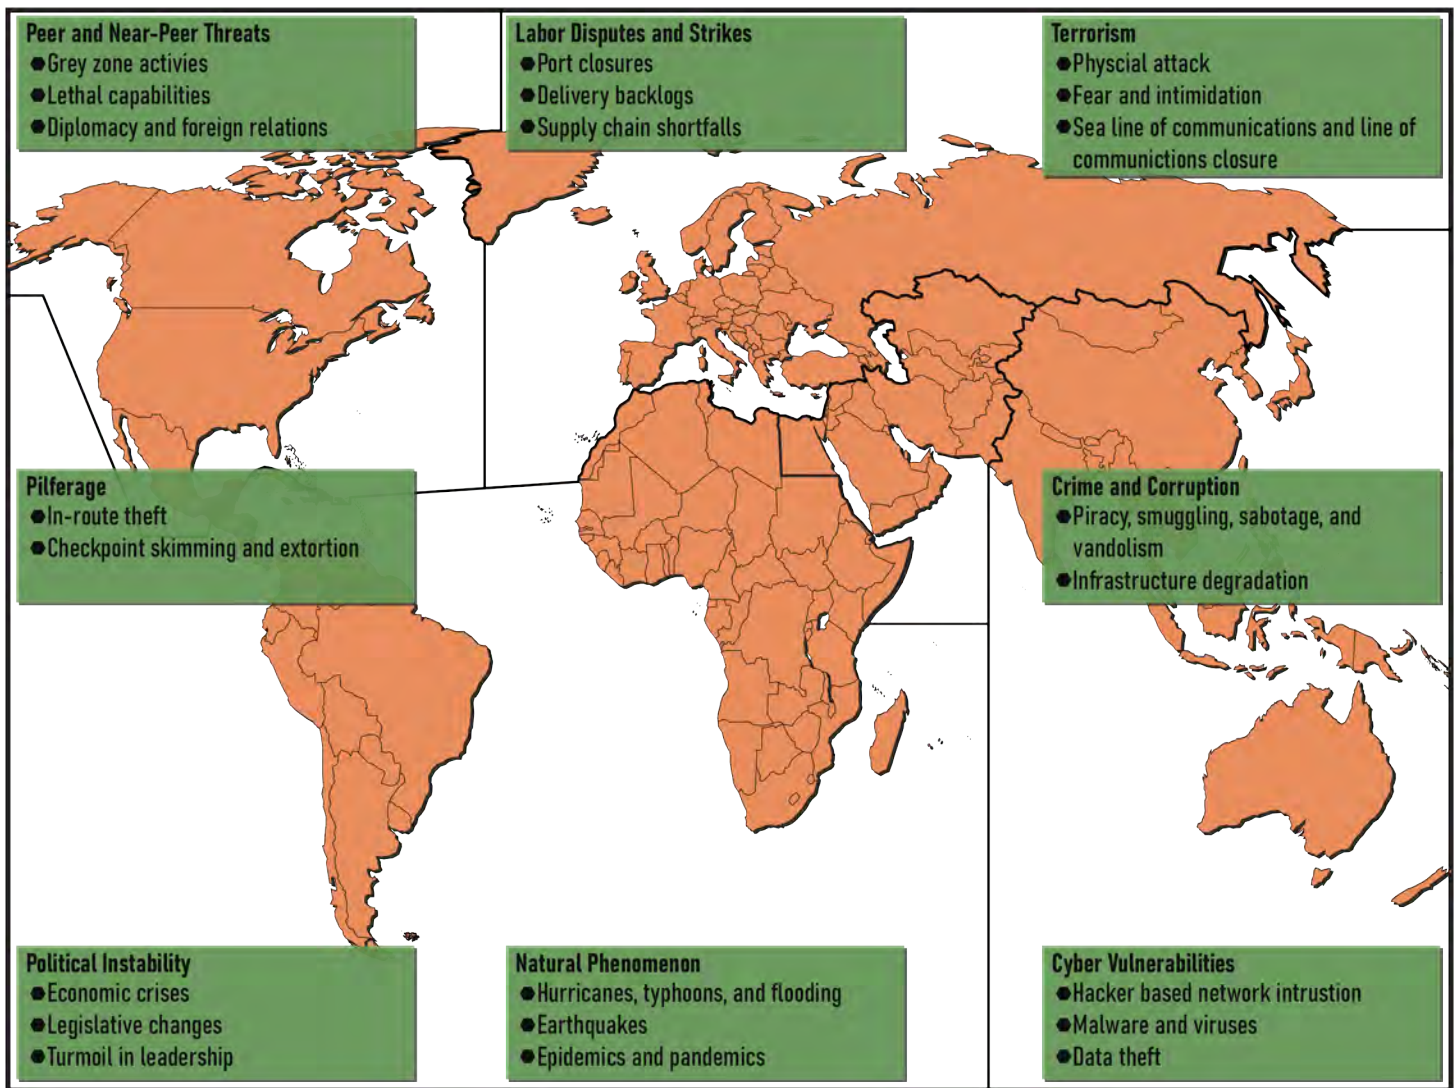 Peer and Near-Peer Threats
●Grey zone activies
●Lethal capabilities
●Diplomacy and foreign relations
Labor Disputes and Strikes
●Port closures
●Delivery backlogs
●Supply chain shortfalls
Terrorism
●Physcial attack
●Fear and intimidation
●Sea line of communications and line of
communictions closure
Pilferage
●In-route theft
●Checkpoint skimming and extortion
Crime and Corruption
●Piracy, smuggling, sabotage, and
vandolism
●Infrastructure degradation
Political Instability
●Economic crises
●Legislative changes
●Turmoil in leadership
Natural Phenomenon
●Hurricanes, typhoons, and flooding
●Earthquakes
●Epidemics and pandemics
Cyber Vulnerabilities
●Hacker based network intrustion
●Malware and viruses
●Data theft